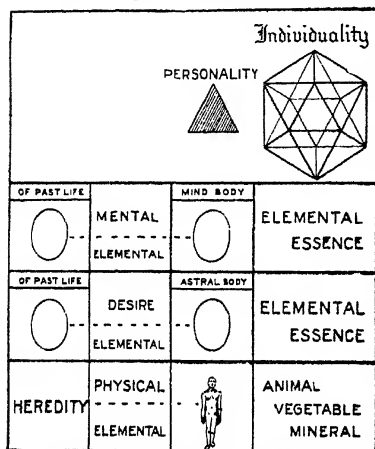 Individuality
PERSONALITY
OF PAST LIFE
MENTAL
ELEMENTAL
MIND BODY
ELEMENTAL
ESSENCE
OF PAST LIFE
DESIRE
ELEMENTAL
ASTRAL BODY
ELEMENTAL
ESSENCE
HEREDITY
PHYSICAL
ELEMENTAL
ANIMAL
VEGETABLE
MINERAL